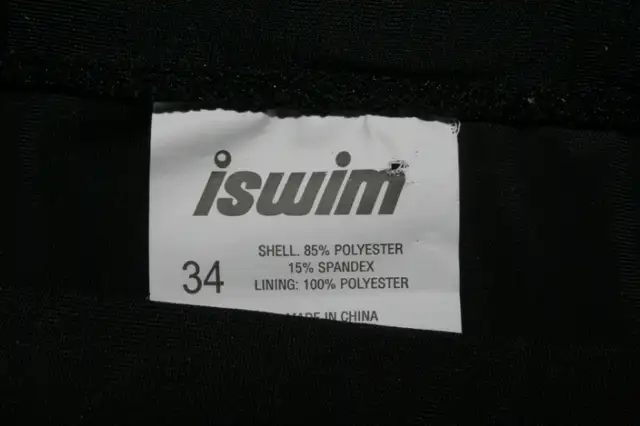 iswim
34
SHELL. 85% POLYESTER
15% SPANDEX
LINING: 100% POLYESTER
MADE IN CHINA